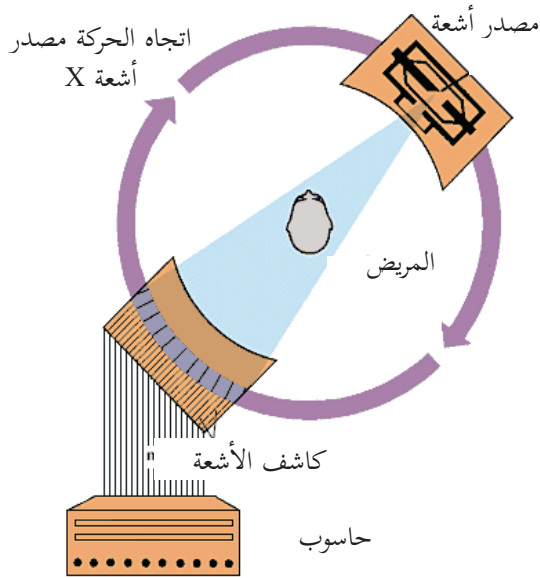 مصدر أشعة
اتجاه الحركة مصدر
أشعة X
المريض
كاشف الأشعة
حاسوب